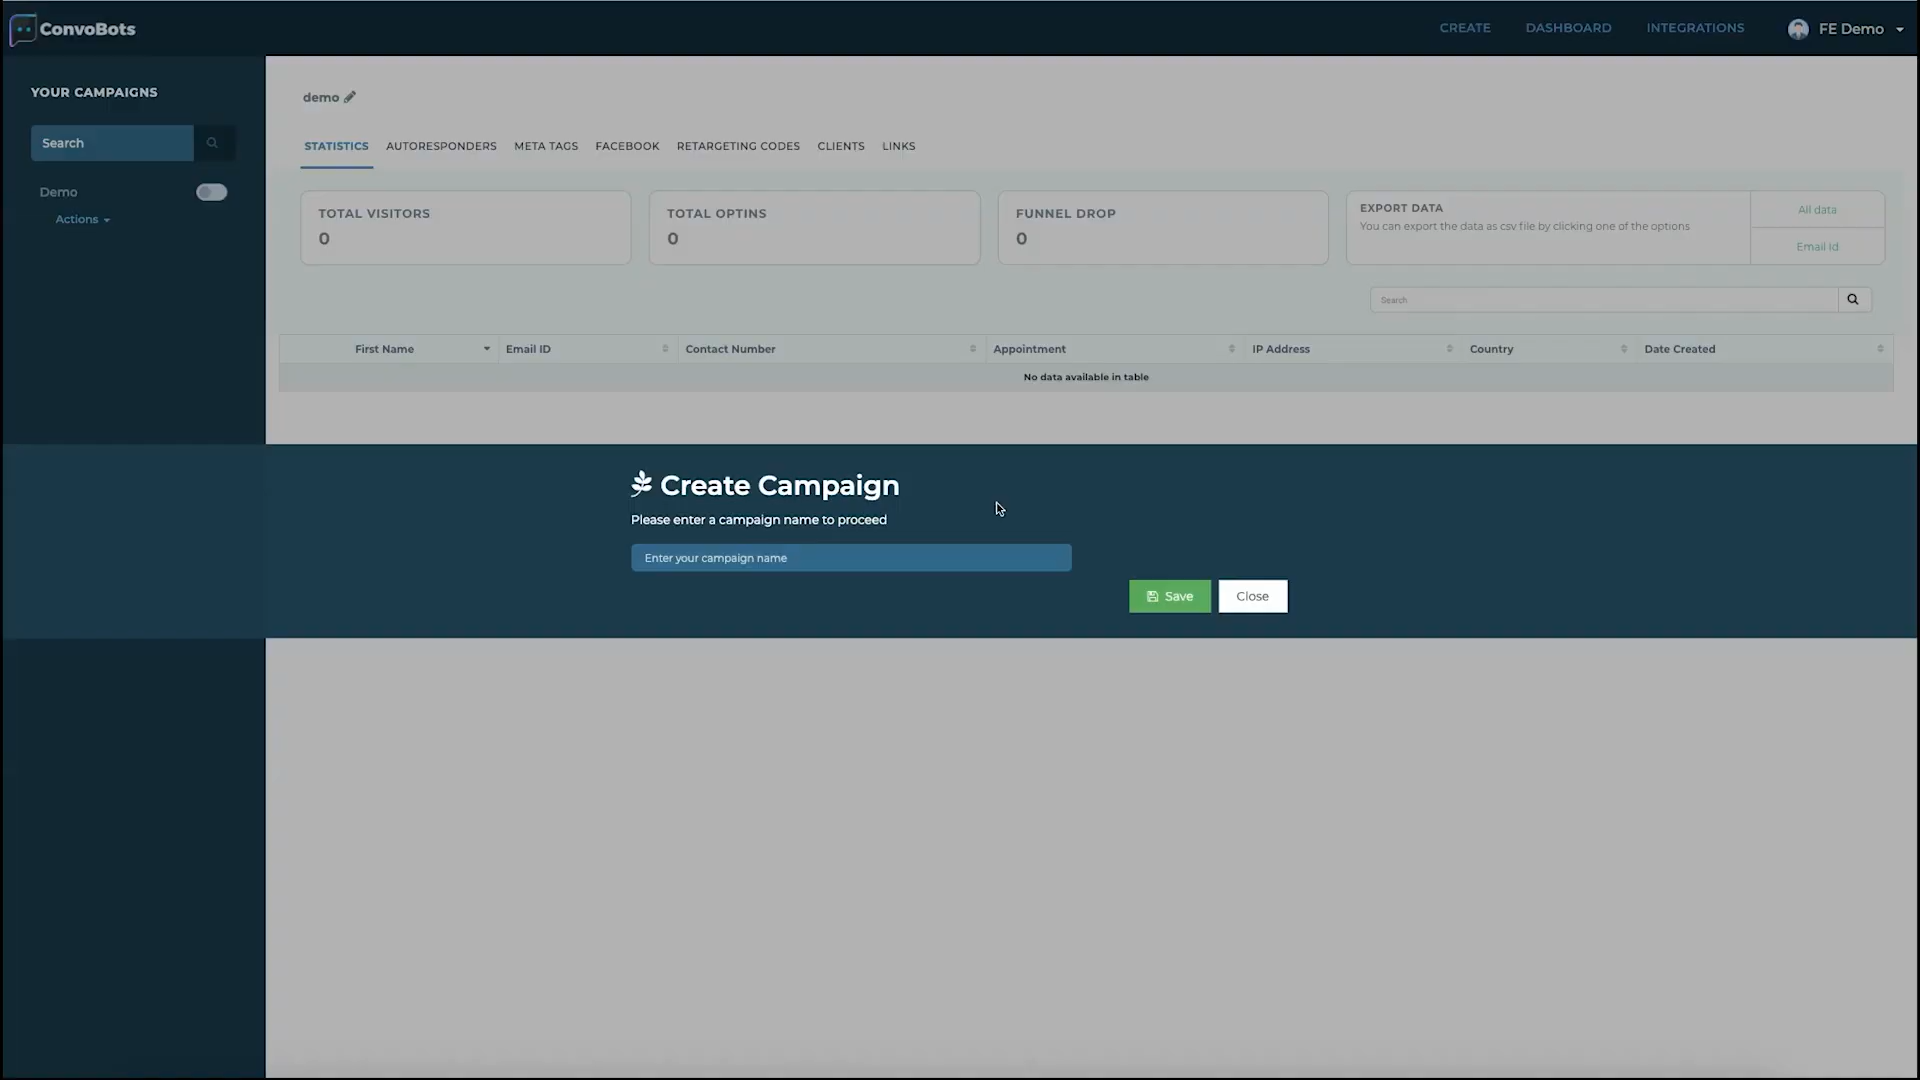 ConvoBots
CREATE
DASHBOARD
INTEGRATIONS
FE Demo
YOUR CAMPAIGNS
Search
Demo
Actions
demo
STATISTICS
AUTORESPONDERS
META TAGS
FACEBOOK
RETARGETING CODES
CLIENTS
LINKS
TOTAL VISITORS
0
TOTAL OPTINS
0
FUNNEL DROP
0
EXPORT DATA
You can export the data as csv file by clicking one of the options
All data
Email Id
Search
First Name
Email ID
Contact Number
Appointment
IP Address
Country
Date Created
No data available in table
Create Campaign
Please enter a campaign name to proceed
Enter your campaign name
Save
Close